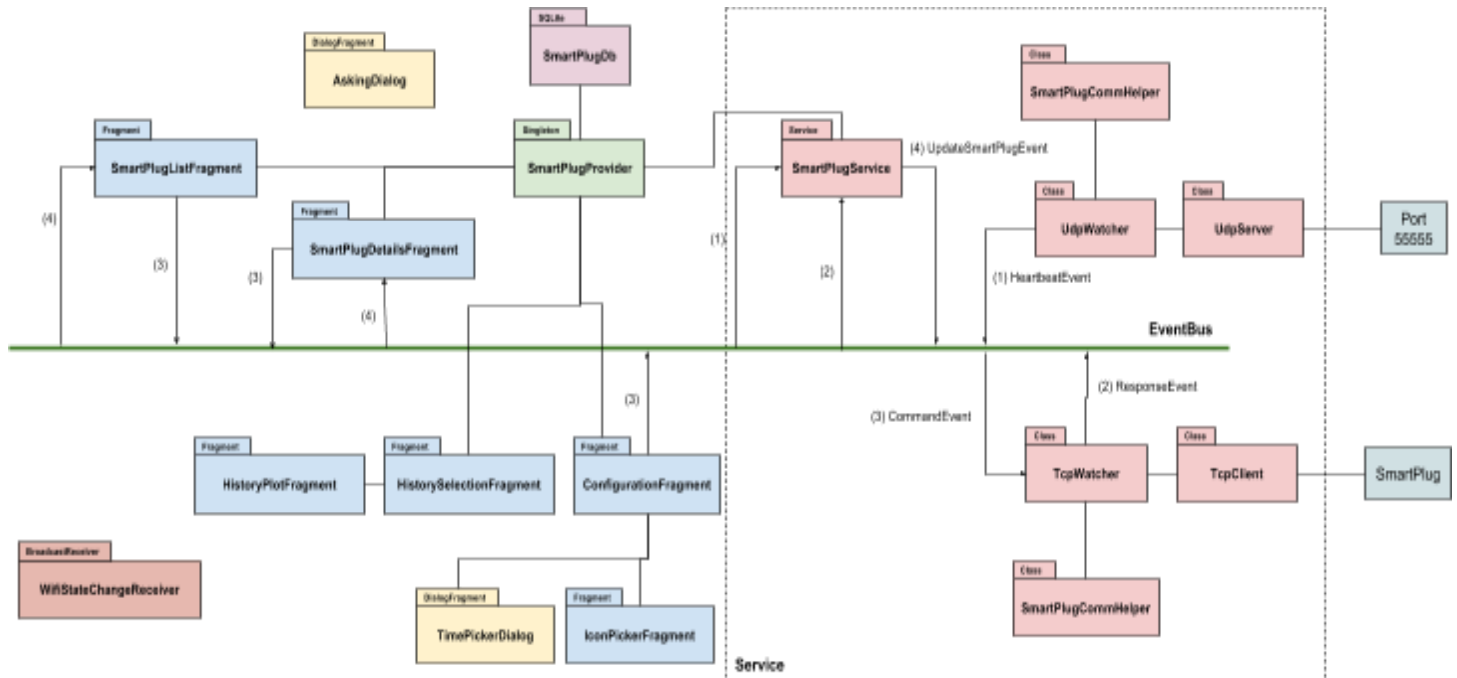 SQLite
SmartPlugDb
DialogFragment
AskingDialog
Class
SmartPlugCommHelper
Fragment
SmartPlugListFragment
Singleton
SmartPlugProvider
Service
SmartPlugService
(4) UpdateSmartPlugEvent
Class
UdpWatcher
Class
UdpServer
Port
55555
Fragment
SmartPlugDetailsFragment
(4)
(3)
(3)
(4)
(1)
(2)
(1) HeartbeatEvent
EventBus
(3)
(2) ResponseEvent
(3) CommandEvent
Fragment
HistoryPlotFragment
Fragment
HistorySelectionFragment
Fragment
ConfigurationFragment
Class
TcpWatcher
Class
TcpClient
SmartPlug
BroadcastReceiver
WifiStateChangeReceiver
DialogFragment
TimePickerDialog
Fragment
IconPickerFragment
Class
SmartPlugCommHelper
Service